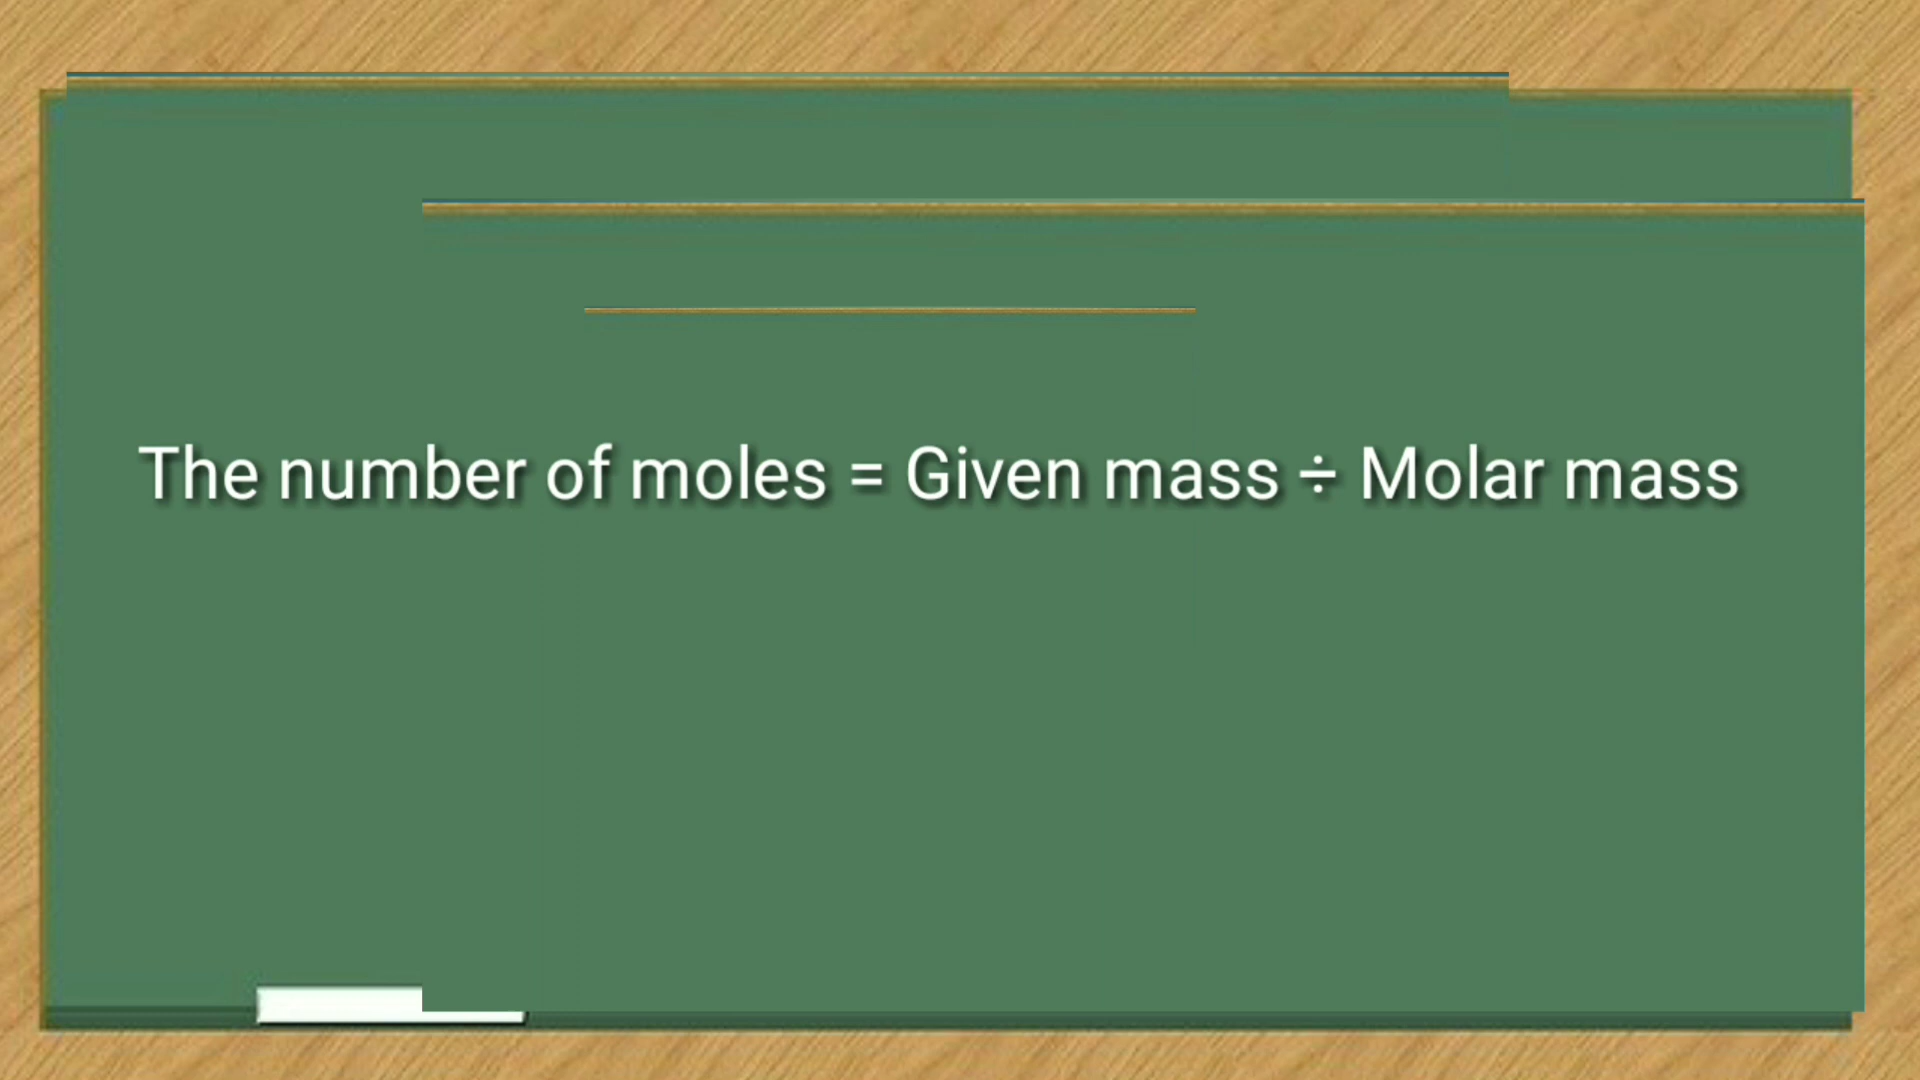 The number of moles = Given mass ÷ Molar mass